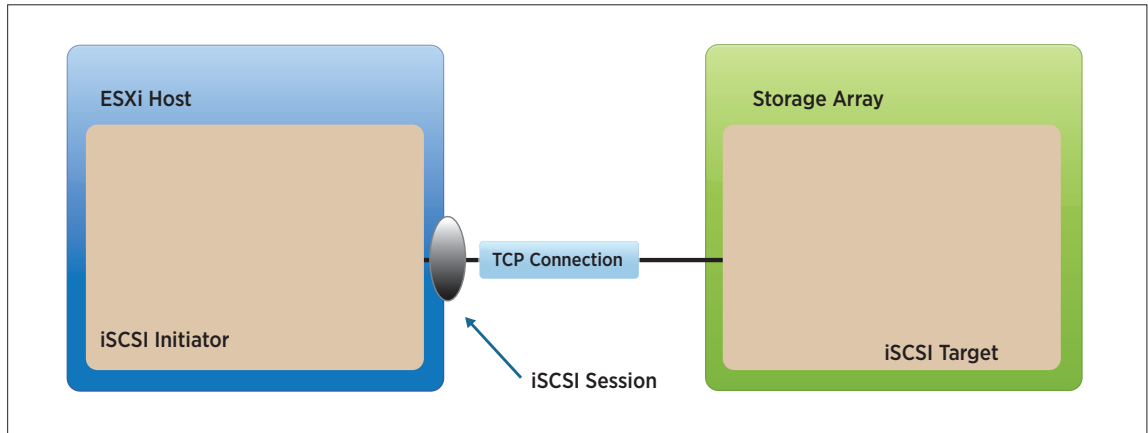 ESXi Host
Storage Array
TCP Connection
iSCSI Initiator
iSCSI Target
iSCSI Session